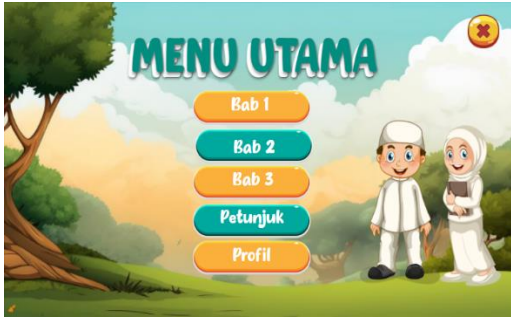 MENU UTAMA
Bab 1
Bab 2
Bab 3
Petunjuk
Profil